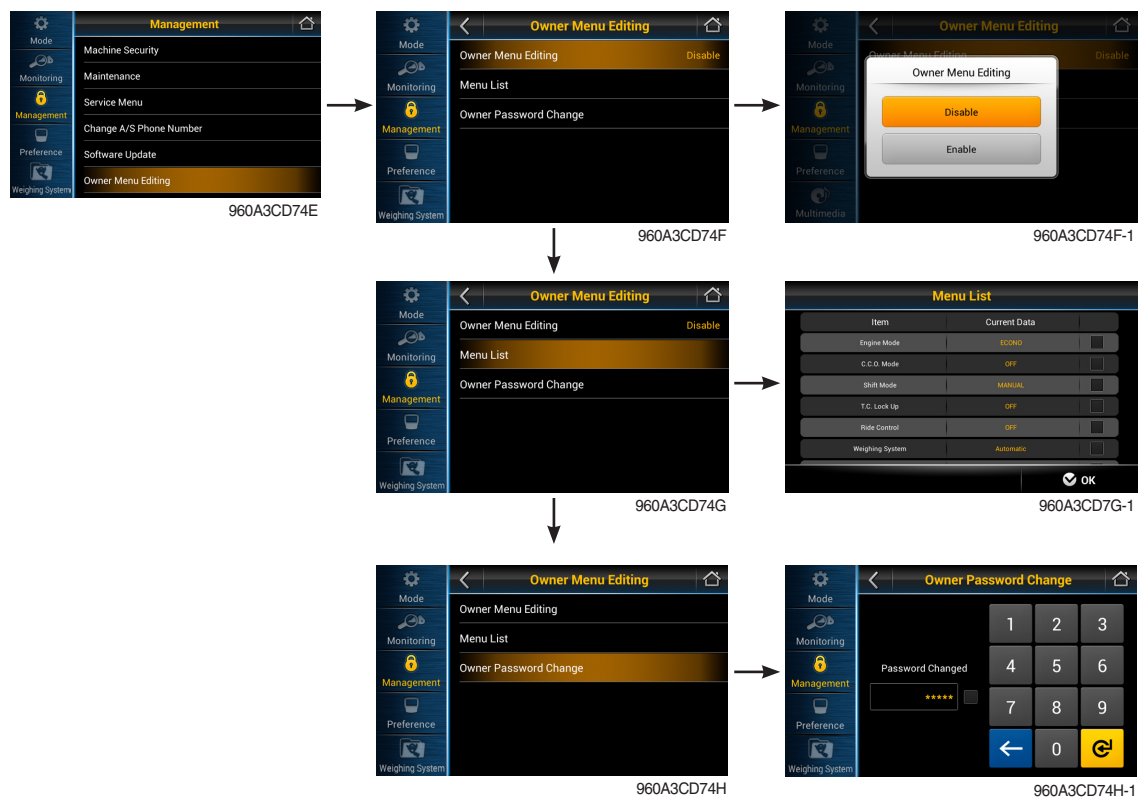 Management
Mode
Monitoring
Management
Preference
Weighing System
Machine Security
Maintenance
Service Menu
Change A/S Phone Number
Software Update
Owner Menu Editing
960A3CD74E
Owner Menu Editing
Mode
Monitoring
Management
Preference
Weighing System
Owner Menu Editing Disable
Menu List
Owner Password Change
960A3CD74F
Owner Menu Editing
Mode
Monitoring
Management
Preference
Multimedia
Owner Menu Editing Disable
Owner Menu Editing
Disable
Enable
960A3CD74F-1
Owner Menu Editing
Mode
Monitoring
Management
Preference
Weighing System
Owner Menu Editing Disable
Menu List
Owner Password Change
960A3CD74G
Menu List
Item Current Data
Engine Mode ECONO
C.C.O. Mode OFF
Shift Mode MANUAL
T.C. Lock Up OFF
Ride Control OFF
Weighing System Automatic
OK
960A3CD7G-1
Owner Menu Editing
Mode
Monitoring
Management
Preference
Weighing System
Owner Menu Editing
Menu List
Owner Password Change
960A3CD74H
Owner Password Change
Mode
Monitoring
Management
Preference
Weighing System
Password Changed
*****
1 2 3
4 5 6
7 8 9
0
960A3CD74H-1